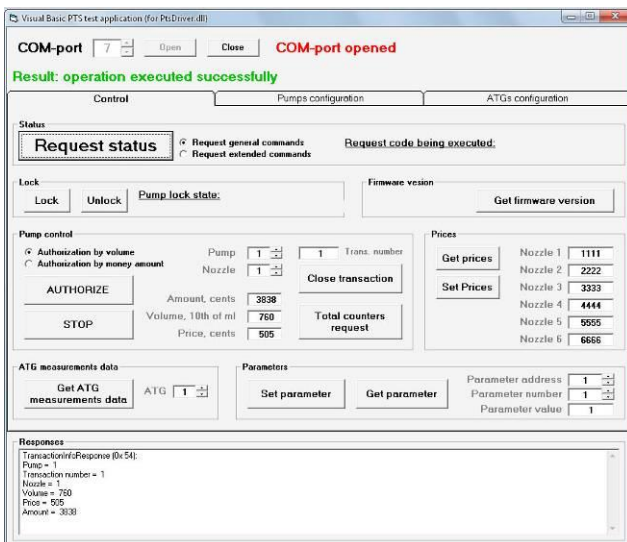 Visual Basic PTS test application (for PtsDriver.dll)
COM-port 7 Open Close COM-port opened
Result: operation executed successfully
Control Pumps configuration ATGs configuration
Status
Request status
Request general commands
Request extended commands
Request code being executed:
Lock
Lock Unlock Pump lock state:
Firmware vesion
Get firmware version
Pump control
Authorization by volume
Authorization by money amount
AUTHORIZE
STOP
Pump 1
Nozzle 1
Amount, cents 3838
Volume, 10th of ml 760
Price, cents 505
1 Trans. number
Close transaction
Total counters
request
Prices
Get prices
Set Prices
Nozzle 1 1111
Nozzle 2 2222
Nozzle 3 3333
Nozzle 4 4444
Nozzle 5 5555
Nozzle 6 6666
ATG measurements data
Get ATG
measurements data
ATG 1
Parameters
Set parameter Get parameter
Parameter address 1
Parameter number 1
Parameter value 1
Responses
TransactionInfoResponse (0x54):
Pump = 1
Transaction number = 1
Nozzle = 1
Volume = 760
Price = 505
Amount = 3838